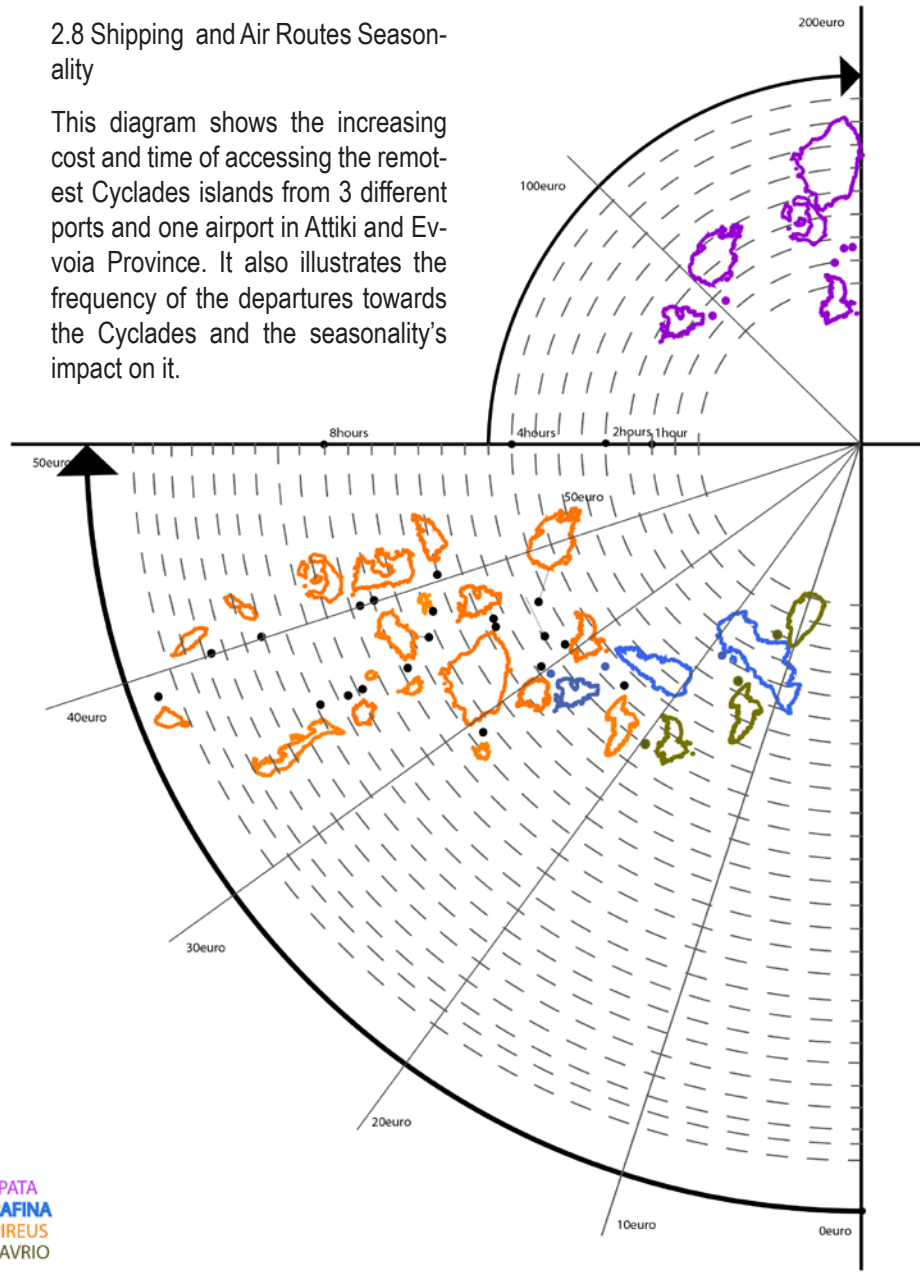 2.8 Shipping and Air Routes Season-
ality
This diagram shows the increasing
cost and time of accessing the remot-
est Cyclades islands from 3 different
ports and one airport in Attiki and Ev-
voia Province. It also illustrates the
frequency of the departures towards
the Cyclades and the seasonality's
impact on it.
200euro
100euro
8hours
4hours
2hours
1hour
50euro
50euro
40euro
30euro
20euro
10euro
0euro
PATA
AFINA
IREUS
AVRIO